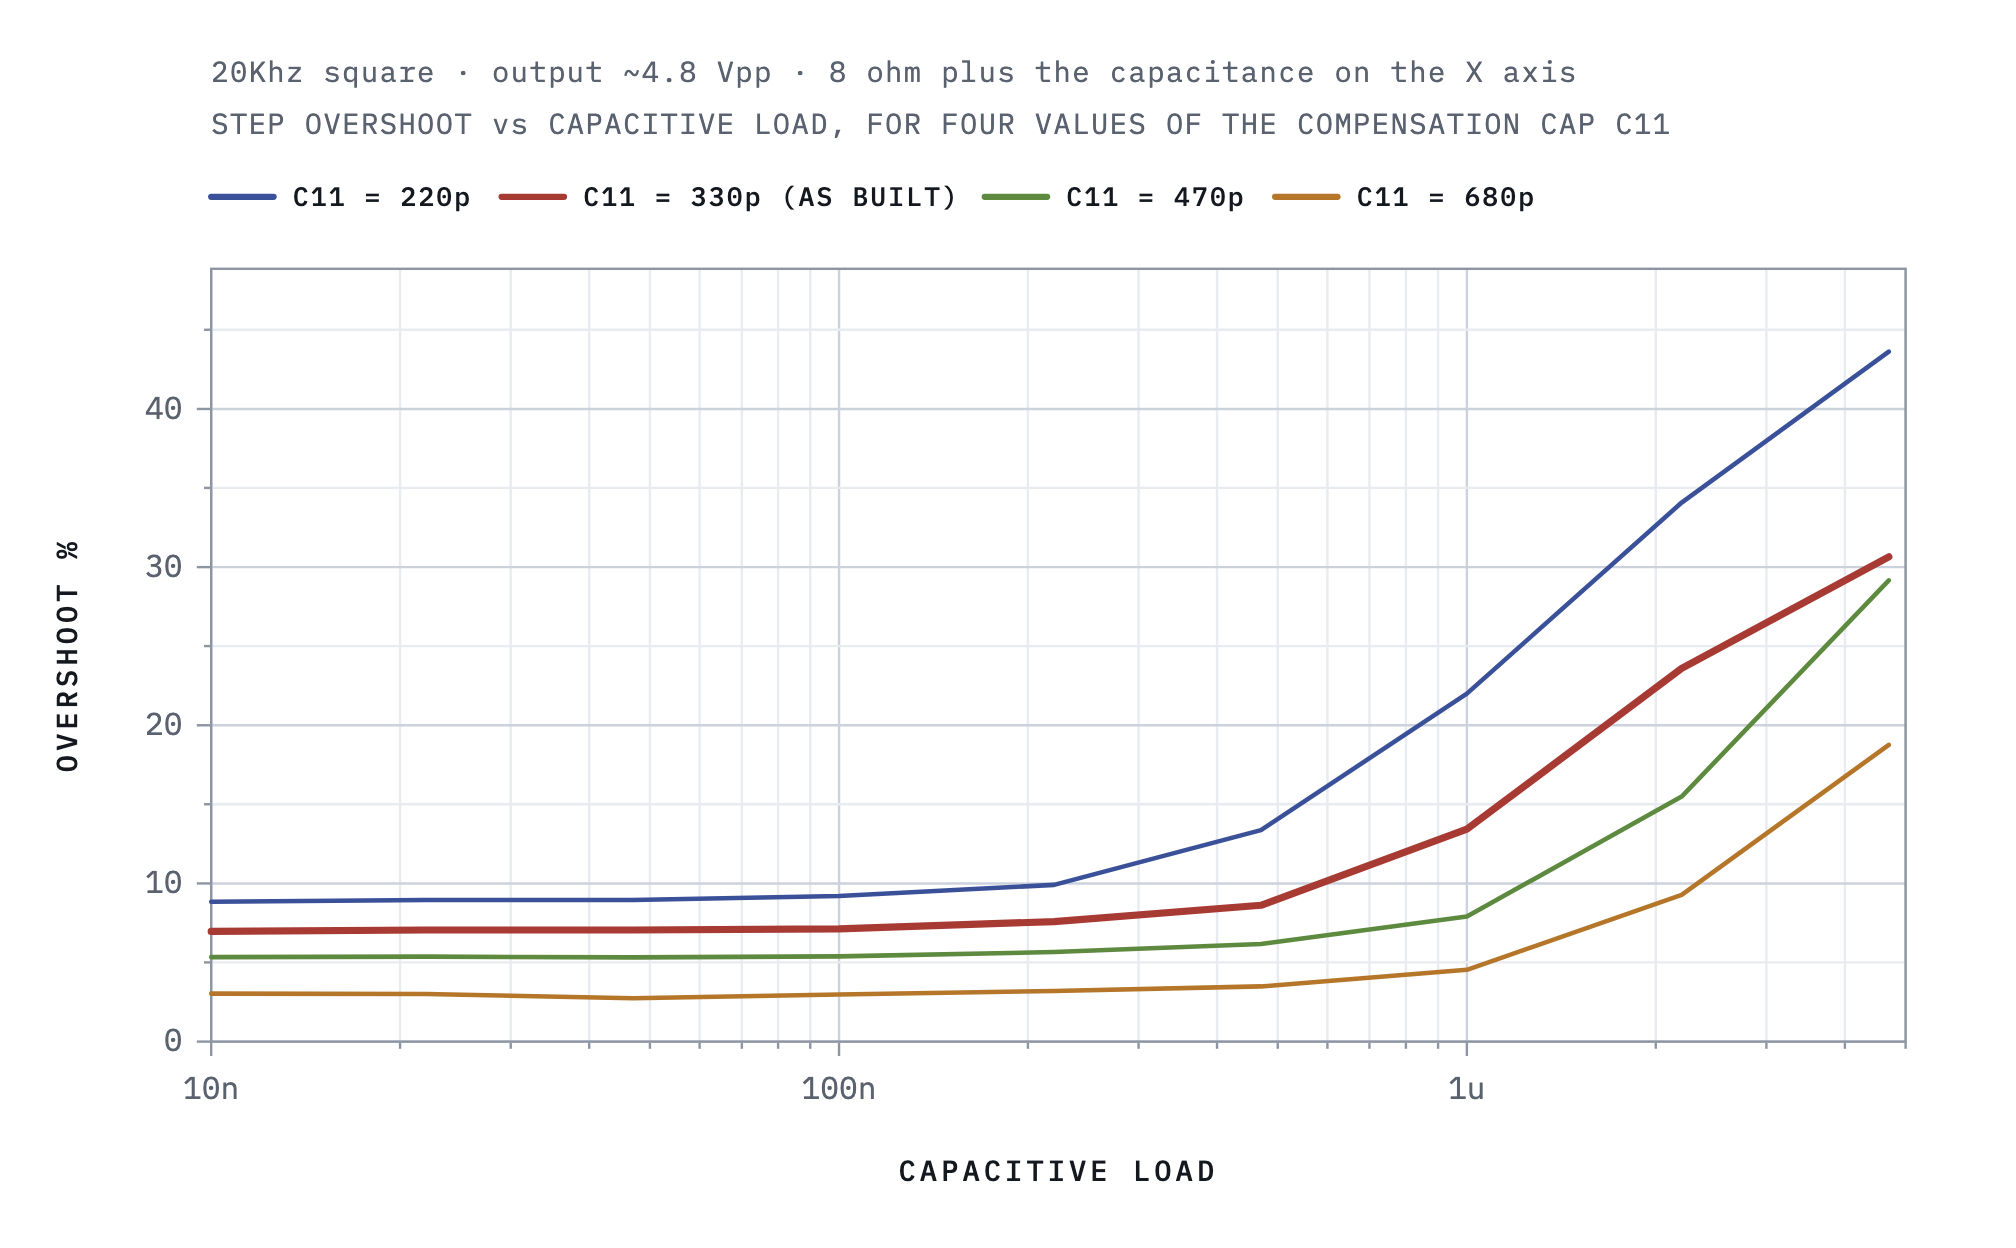 20Khz square · output ~4.8 Vpp · 8 ohm plus the capacitance on the X axis
STEP OVERSHOOT vs CAPACITIVE LOAD, FOR FOUR VALUES OF THE COMPENSATION CAP C11
C11 = 220p C11 = 330p (AS BUILT) C11 = 470p C11 = 680p
OVERSHOOT %
40
30
20
10
0
10n 100n 1u
CAPACITIVE LOAD